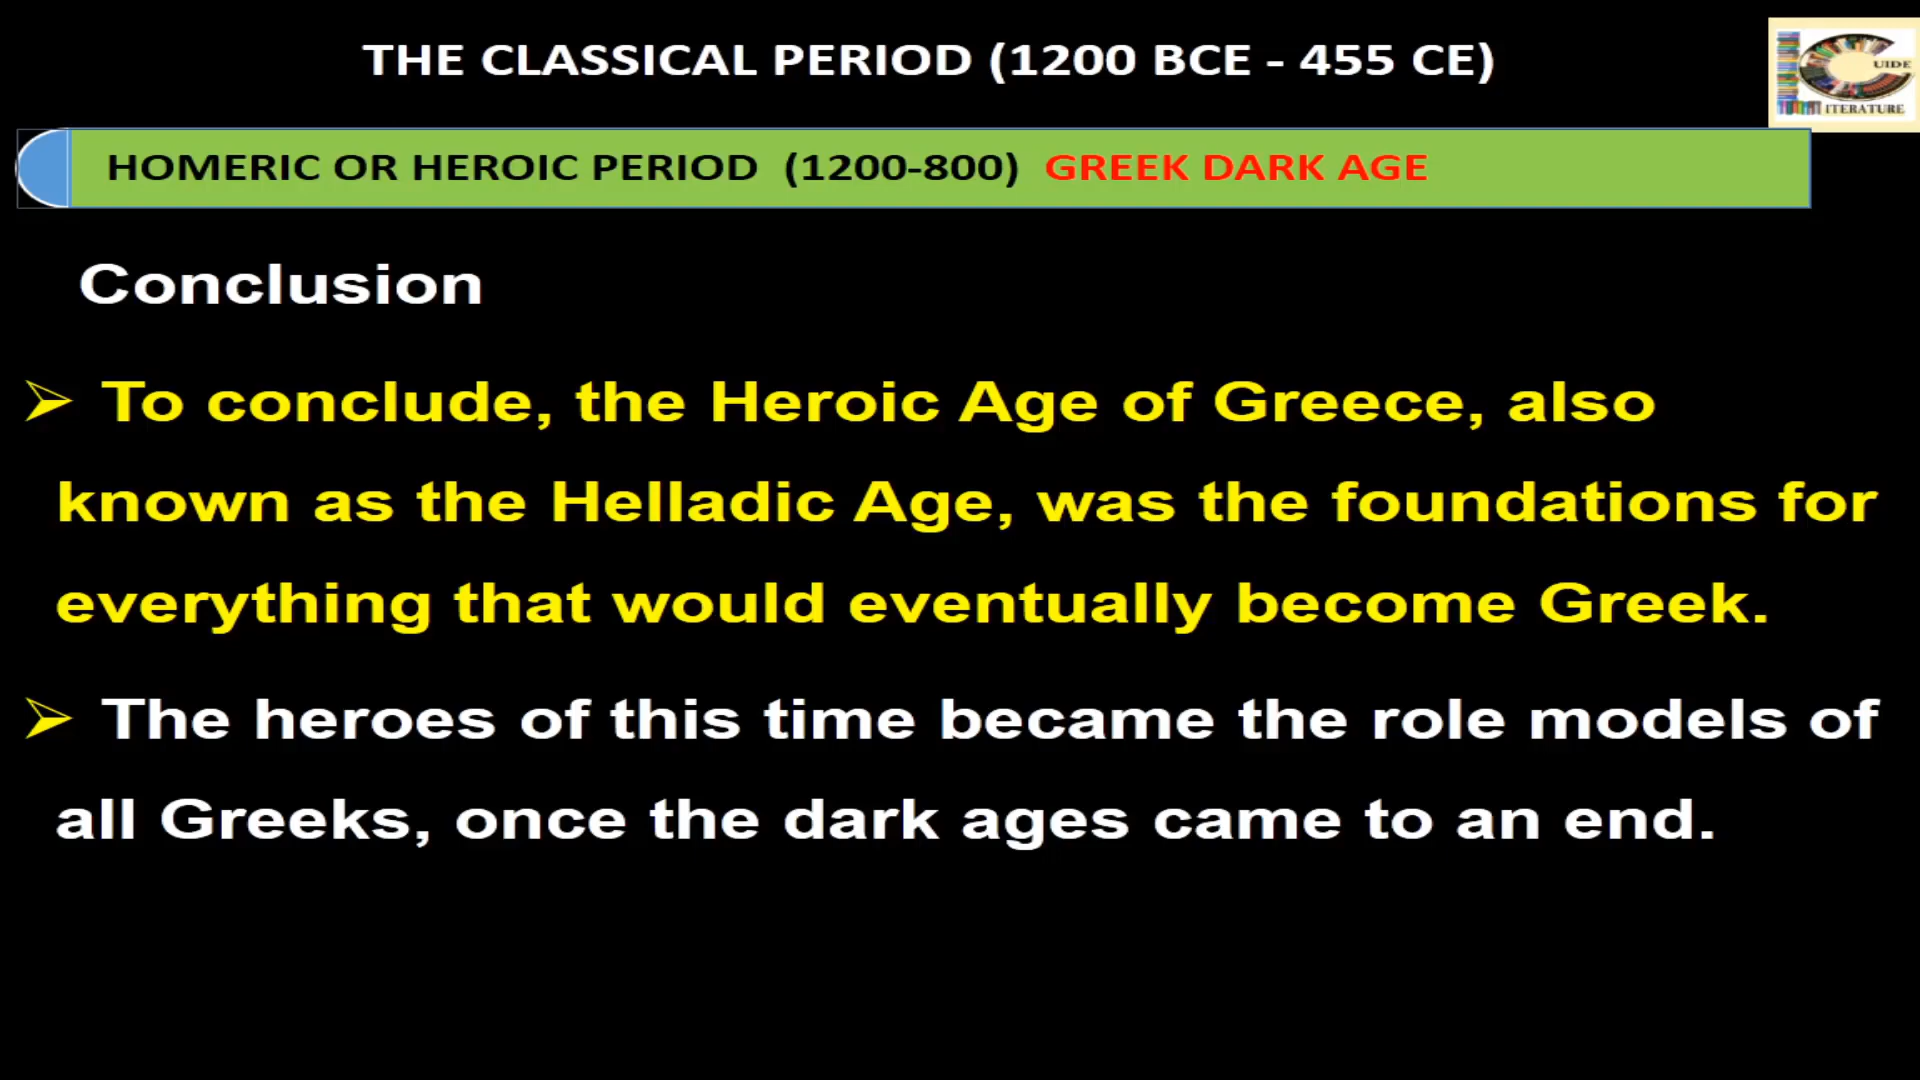 THE CLASSICAL PERIOD (1200 BCE - 455 CE)
UIDE
ITERATURE
HOMERIC OR HEROIC PERIOD (1200-800) GREEK DARK AGE
Conclusion
➢ To conclude, the Heroic Age of Greece, also
known as the Helladic Age, was the foundations for
everything that would eventually become Greek.
➢ The heroes of this time became the role models of
all Greeks, once the dark ages came to an end.